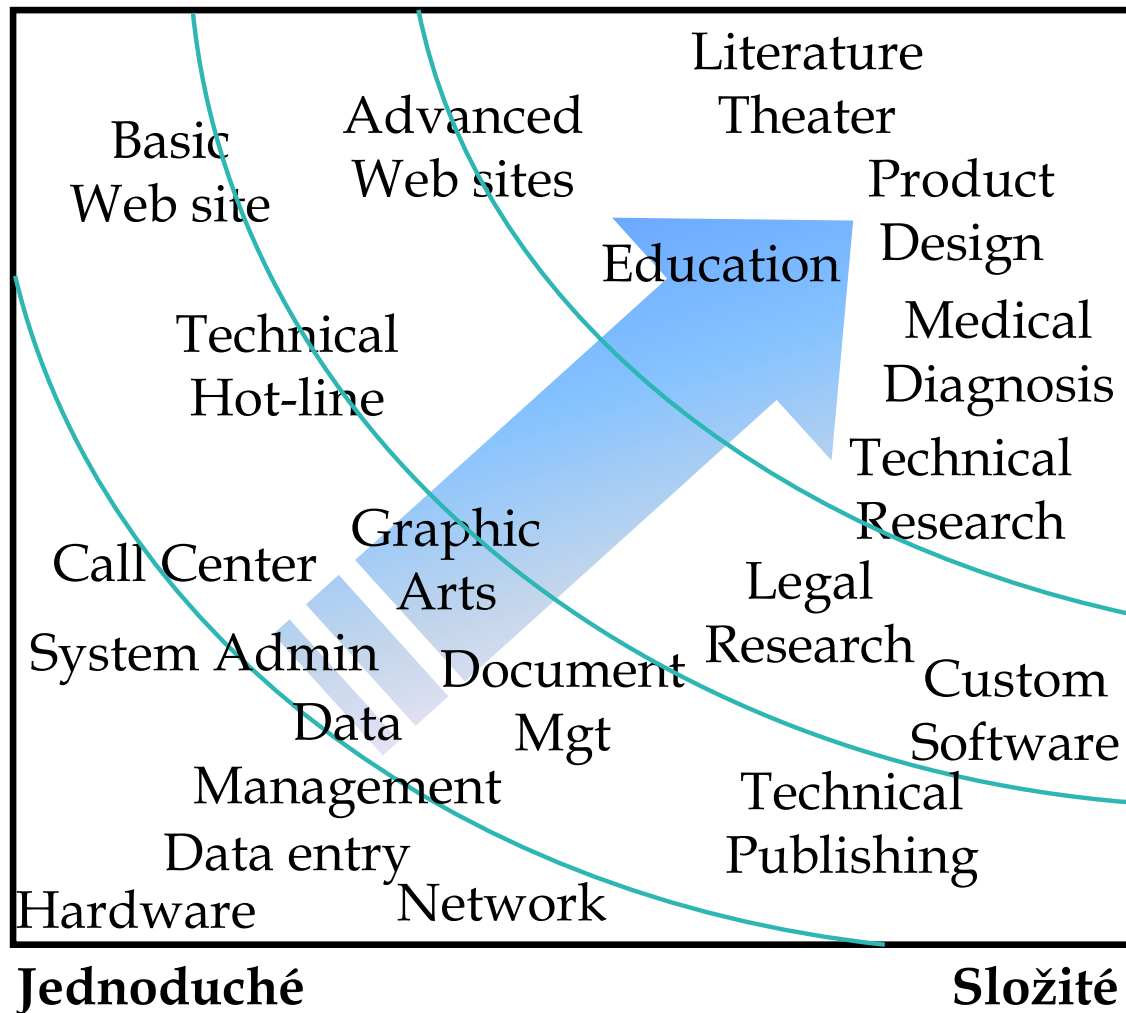 Literature
Theater
Basic
Web site
Advanced
Web sites
Product
Design
Education
Medical
Diagnosis
Technical
Hot-line
Technical
Research
Graphic
Arts
Call Center
Legal
Research
System Admin
Document
Mgt
Custom
Software
Data
Management
Technical
Publishing
Data entry
Hardware
Network
Jednoduché
Složité